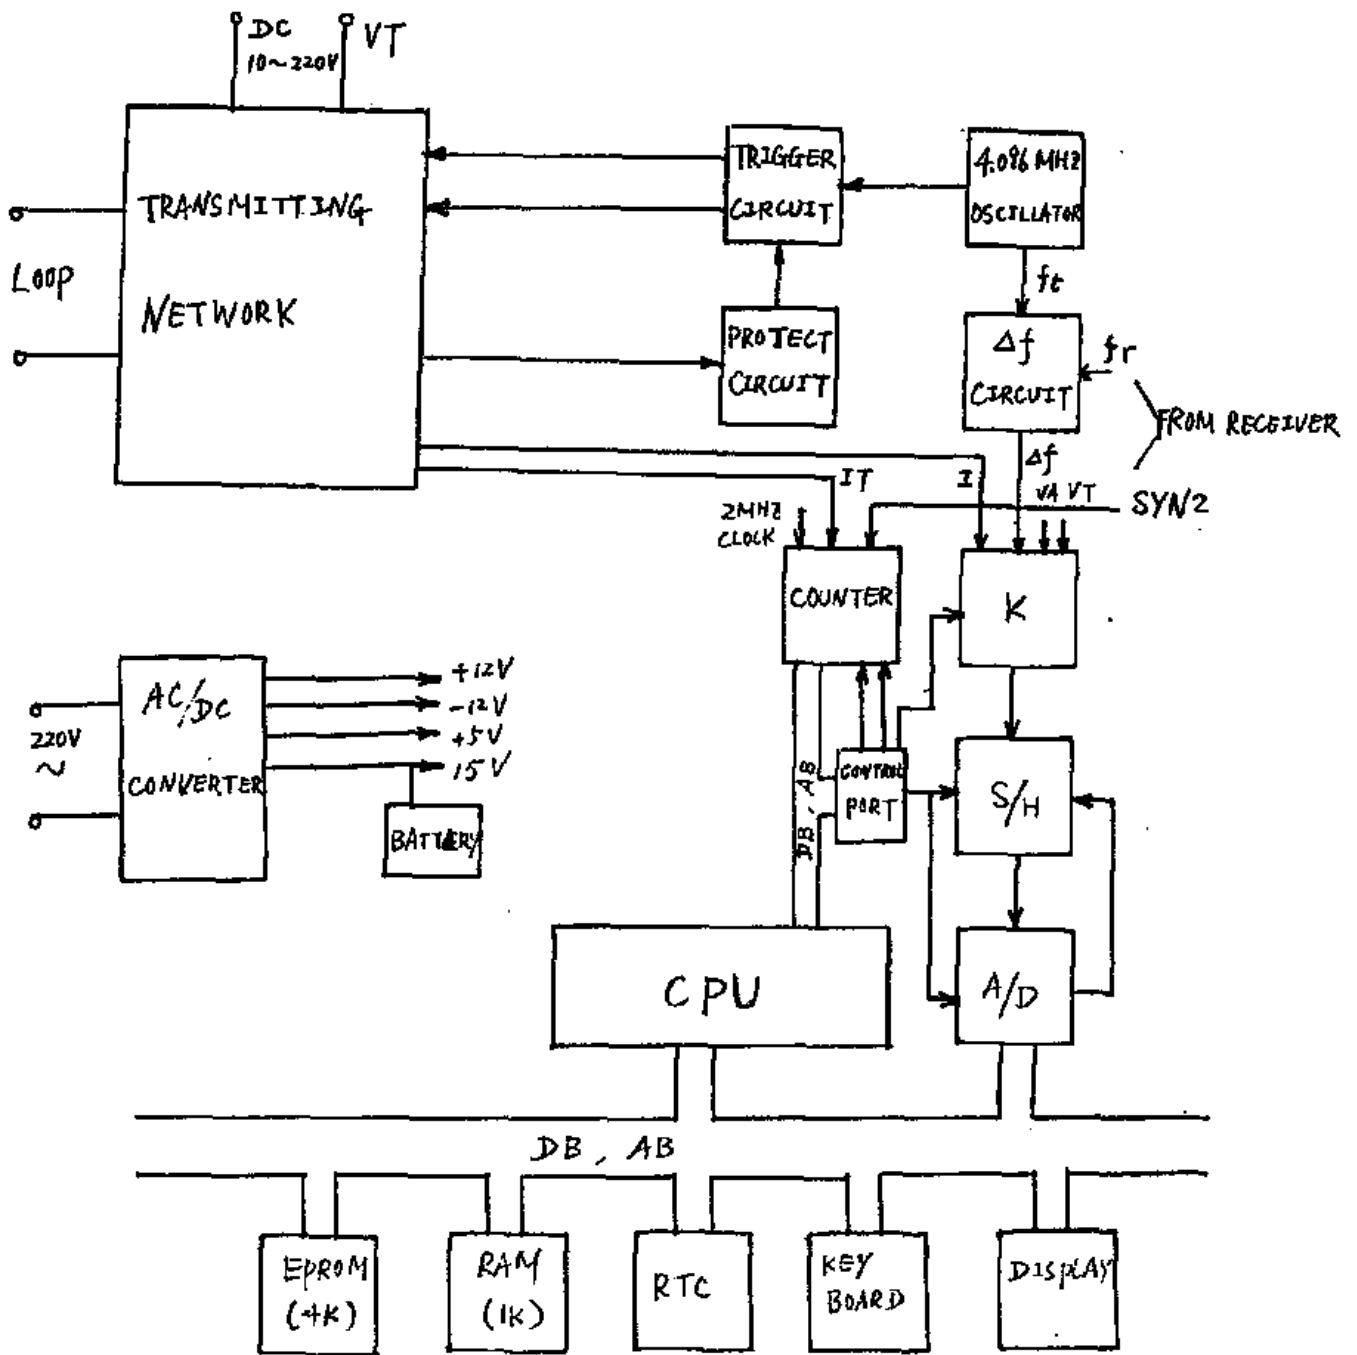 DC
10~220V
VT
TRANSMITTING
NETWORK
LOOP
TRIGGER
CIRCUIT
4.096 MHZ
OSCILLATOR
ft
PROTECT
CIRCUIT
Δf
CIRCUIT
fr
FROM RECEIVER
Δf
IT
I
VA VT
SYN2
2MHZ
CLOCK
COUNTER
K
AC/DC
CONVERTER
220V
~
+12V
-12V
+5V
15V
BATTERY
DB, AB
CONTROL
PORT
S/H
A/D
CPU
DB, AB
EPROM
(4K)
RAM
(1K)
RTC
KEY
BOARD
DISPLAY